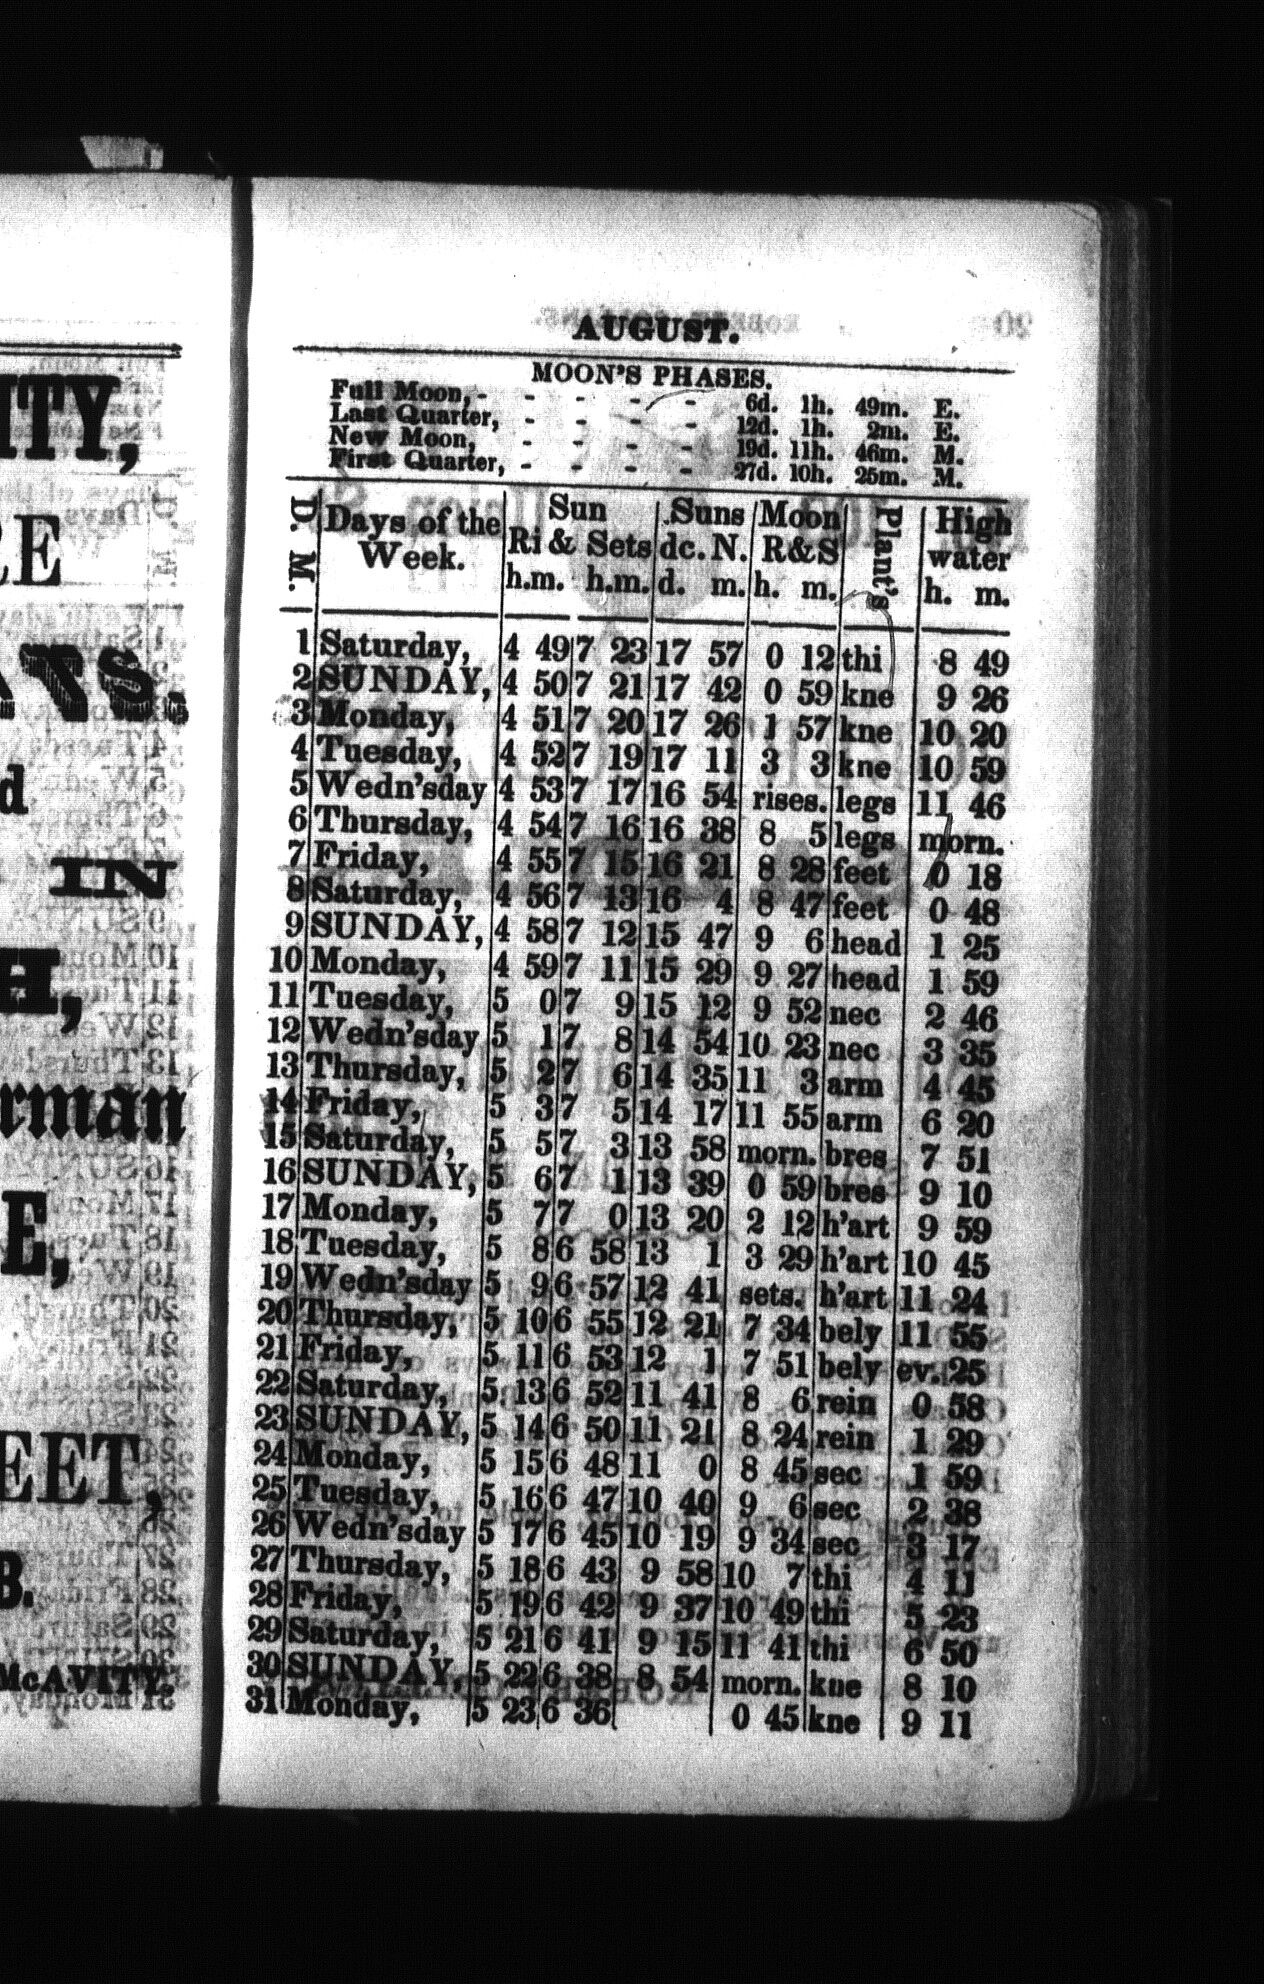 TTY,
RE
d
IN
H,
rman
E,
EET,
B.
McAVITY.
AUGUST.
MOON'S PHASES.
Full Moon, - - - - - 6d. 1h. 49m. E.
Last Quarter, - - - - 12d. 1h. 2m. E.
New Moon, - - - - 19d. 11h. 46m. M.
First Quarter, - - - - 27d. 10h. 25m. M.
D. M. Days of the Week. Sun Ri & Sets h.m. h.m. Suns dc. N. d. m. Moon R&S h. m. Plant's High water h. m.
1 Saturday, 4 49 7 23 17 57 0 12 thi 8 49
2 SUNDAY, 4 50 7 21 17 42 0 59 kne 9 26
3 Monday, 4 51 7 20 17 26 1 57 kne 10 20
4 Tuesday, 4 52 7 19 17 11 3 3 kne 10 59
5 Wedn'sday 4 53 7 17 16 54 rises. legs 11 46
6 Thursday, 4 54 7 16 16 38 8 5 legs morn.
7 Friday, 4 55 7 15 16 21 8 28 feet 0 18
8 Saturday, 4 56 7 13 16 4 8 47 feet 0 48
9 SUNDAY, 4 58 7 12 15 47 9 6 head 1 25
10 Monday, 4 59 7 11 15 29 9 27 head 1 59
11 Tuesday, 5 0 7 9 15 12 9 52 nec 2 46
12 Wedn'sday 5 1 7 8 14 54 10 23 nec 3 35
13 Thursday, 5 2 7 6 14 35 11 3 arm 4 45
14 Friday, 5 3 7 5 14 17 11 55 arm 6 20
15 Saturday, 5 5 7 3 13 58 morn. bres 7 51
16 SUNDAY, 5 6 7 1 13 39 0 59 bres 9 10
17 Monday, 5 7 7 0 13 20 2 12 h'art 9 59
18 Tuesday, 5 8 6 58 13 1 3 29 h'art 10 45
19 Wedn'sday 5 9 6 57 12 41 sets. h'art 11 24
20 Thursday, 5 10 6 55 12 21 7 34 bely 11 55
21 Friday, 5 11 6 53 12 1 7 51 bely ev. 25
22 Saturday, 5 13 6 52 11 41 8 6 rein 0 58
23 SUNDAY, 5 14 6 50 11 21 8 24 rein 1 29
24 Monday, 5 15 6 48 11 0 8 45 sec 1 59
25 Tuesday, 5 16 6 47 10 40 9 6 sec 2 38
26 Wedn'sday 5 17 6 45 10 19 9 34 sec 3 17
27 Thursday, 5 18 6 43 9 58 10 7 thi 4 11
28 Friday, 5 19 6 42 9 37 10 49 thi 5 23
29 Saturday, 5 21 6 41 9 15 11 41 thi 6 50
30 SUNDAY, 5 22 6 38 8 54 morn. kne 8 10
31 Monday, 5 23 6 36 0 45 kne 9 11